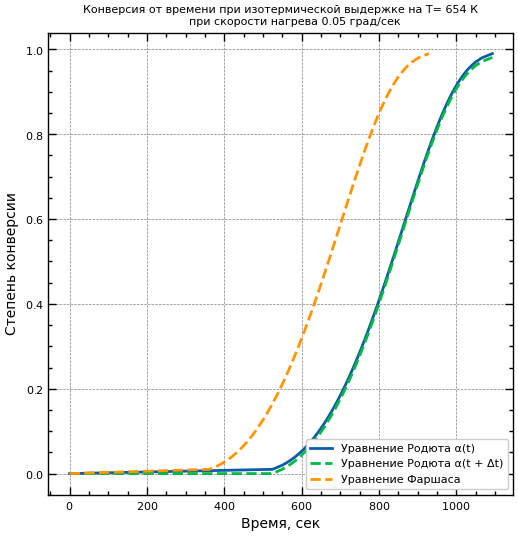 Конверсия от времени при изотермической выдержке на T= 654 K
при скорости нагрева 0.05 град/сек
1.0
0.8
0.6
0.4
0.2
0.0
Степень конверсии
Уравнение Родюта α(t)
Уравнение Родюта α(t + Δt)
Уравнение Фаршаса
0
200
400
600
800
1000
Время, сек